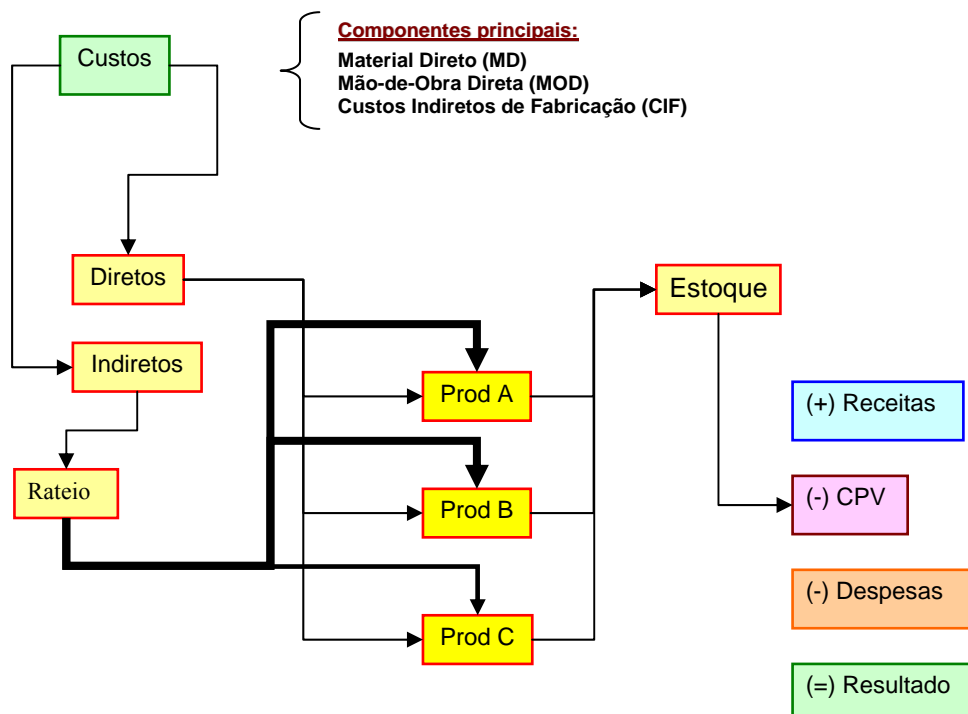 Componentes principais:
Custos
Material Direto (MD)
Mão-de-Obra Direta (MOD)
Custos Indiretos de Fabricação (CIF)
Diretos
Estoque
Indiretos
Prod A
(+) Receitas
Rateio
Prod B
(-) CPV
(-) Despesas
Prod C
(=) Resultado